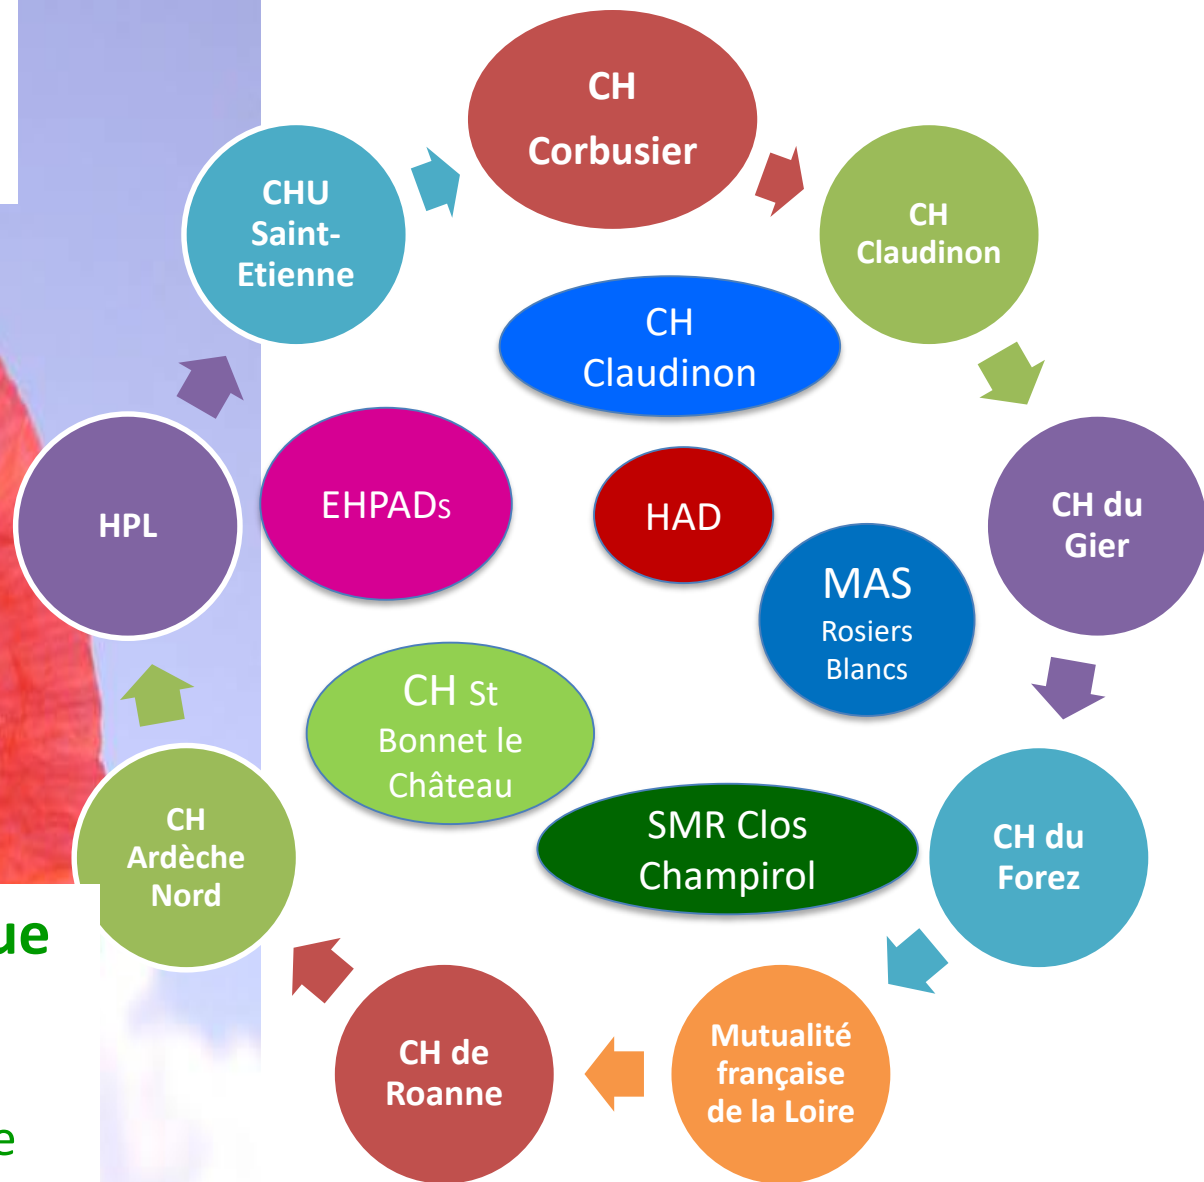 CH
Corbusier
CHU
Saint-
Etienne
CH
Claudinon
CH
Claudinon
EHPADs
HAD
HPL
CH du
Gier
MAS
Rosiers
Blancs
CH St
Bonnet le
Château
SMR Clos
Champirol
CH
Ardèche
Nord
CH du
Forez
ue
CH de
Roanne
Mutualité
française
de la Loire
e